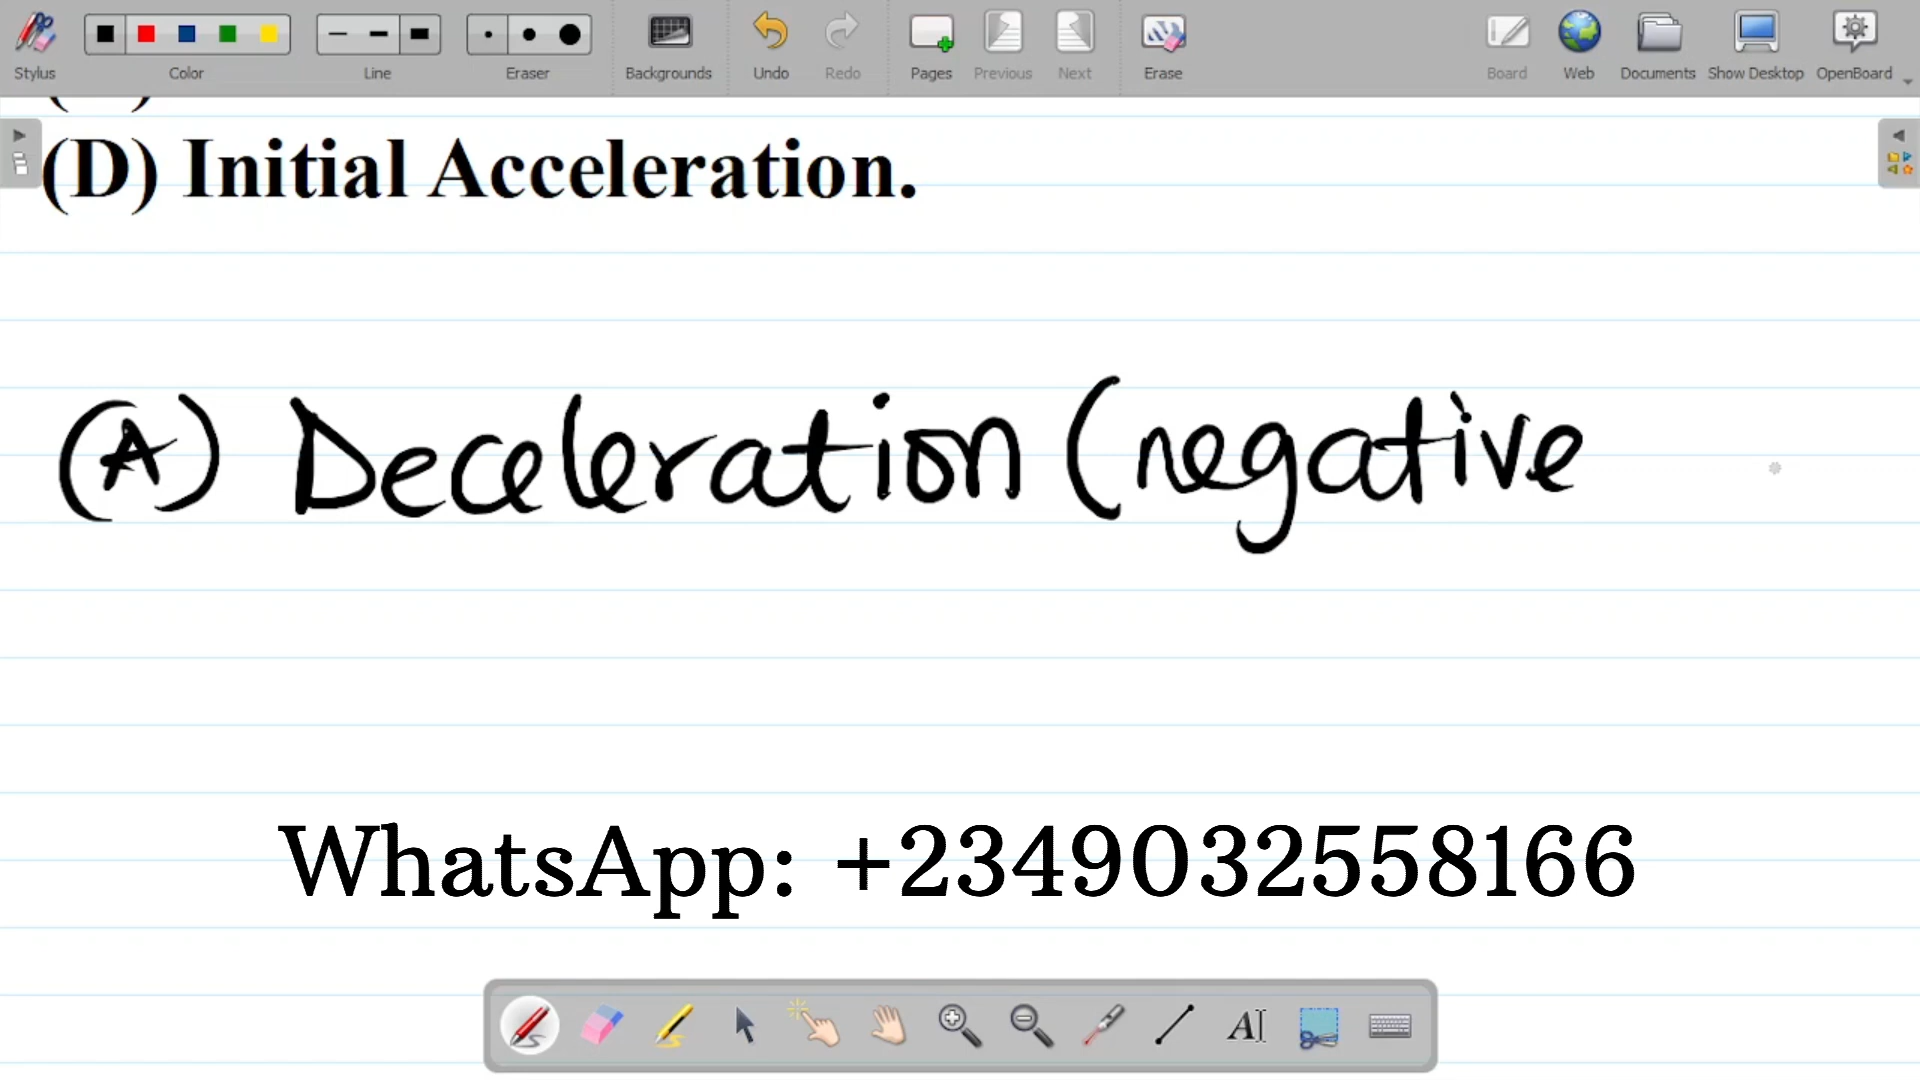 Stylus Color Line Eraser Backgrounds Undo Redo Pages Previous Next Erase Board Web Documents Show Desktop OpenBoard
(D) Initial Acceleration.
(A) Deceleration (negative
WhatsApp: +2349032558166